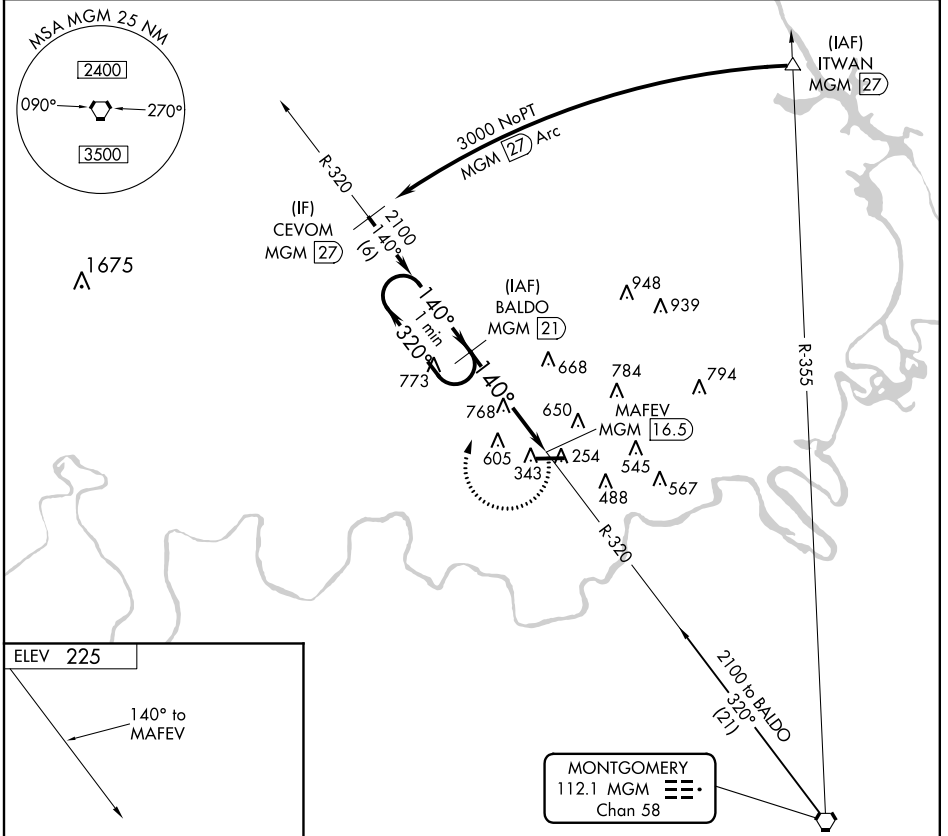 MSA MGM 25 NM
2400
090°
270°
3500
(IAF)
ITWAN
MGM 27
3000 NoPT
MGM 27 Arc
R-320
(IF)
CEVOM
MGM 27
2100
140°
(6)
1675
(IAF)
BALDO
MGM 21
948
939
140°
1 min
320°
773
668
784
794
R-355
140°
768
650
MAFEV
MGM 16.5
605
343
254
545
488
567
R-320
ELEV 225
140° to
MAFEV
2100 to BALDO
320°
(21)
MONTGOMERY
112.1 MGM
Chan 58